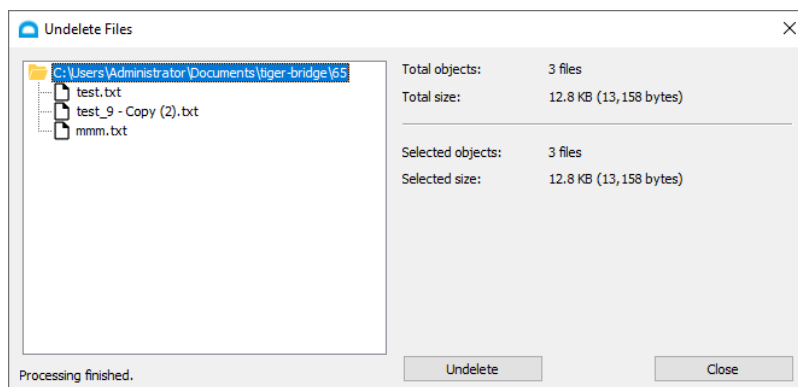 Undelete Files
C:\Users\Administrator\Documents\tiger-bridge\65
test.txt
test_9 - Copy (2).txt
mmm.txt
Total objects: 3 files
Total size: 12.8 KB (13,158 bytes)
Selected objects: 3 files
Selected size: 12.8 KB (13,158 bytes)
Processing finished.
Undelete Close